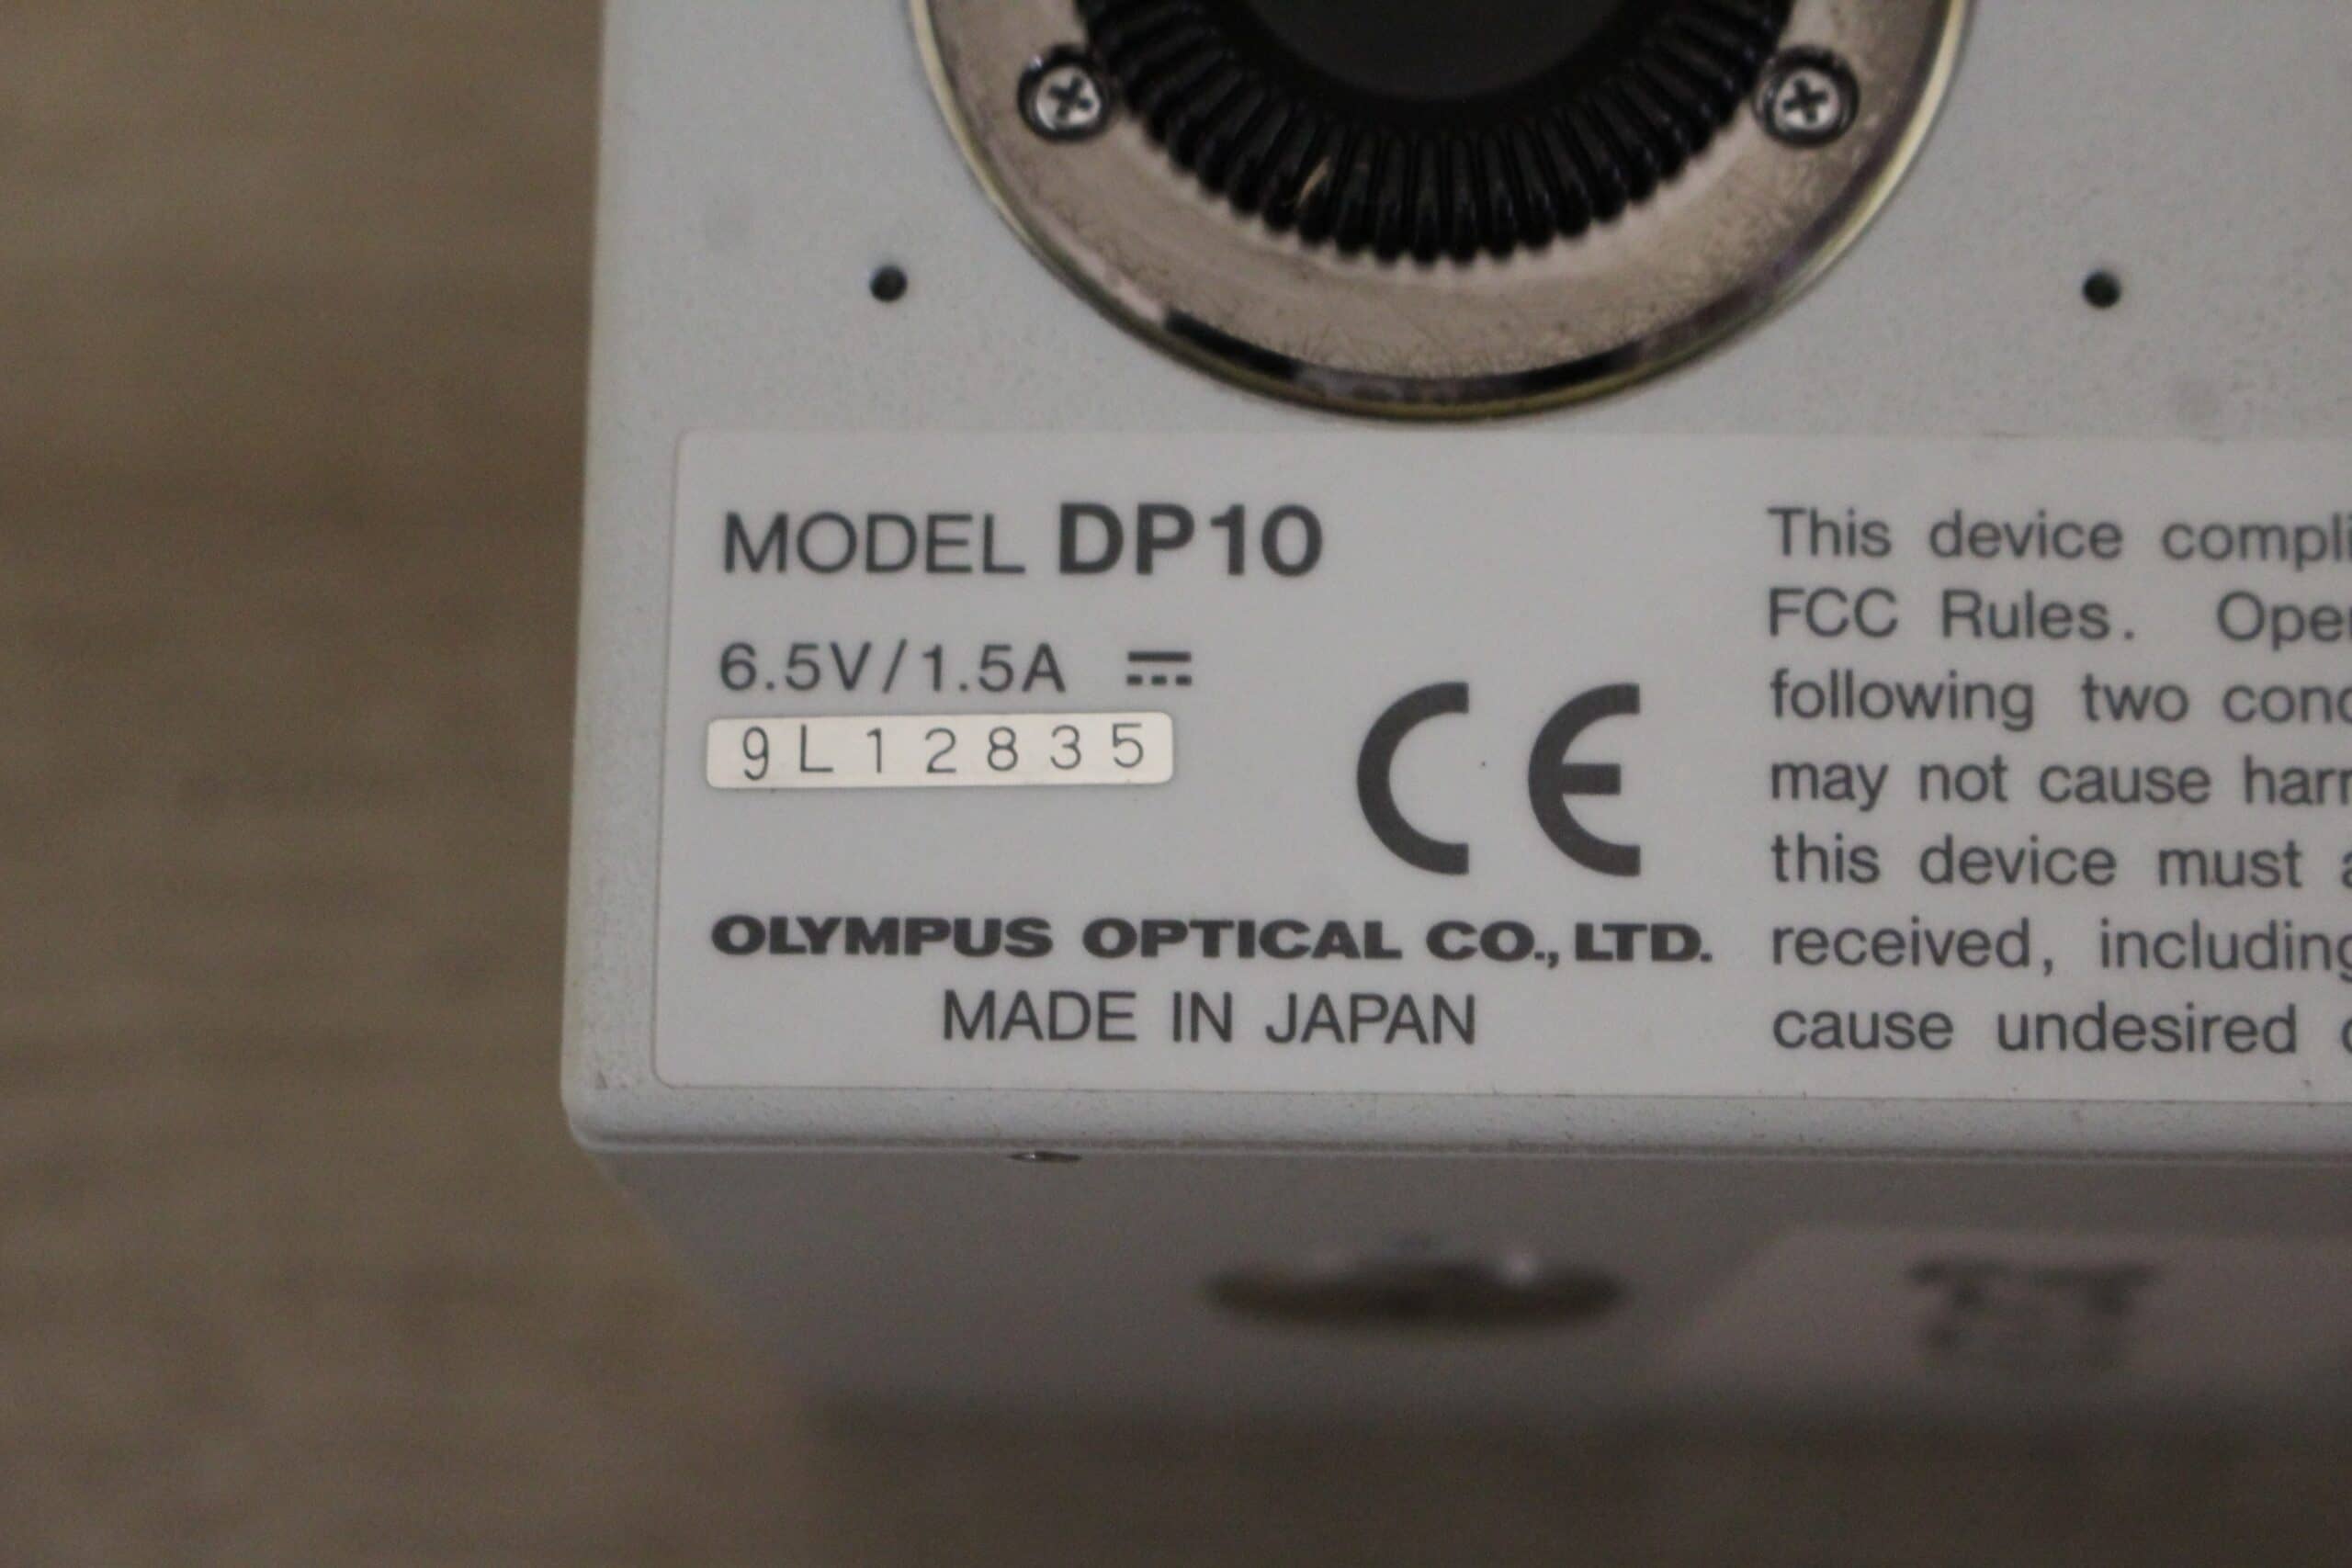 MODEL DP10
6.5V/1.5A
9L12835
CE
OLYMPUS OPTICAL CO., LTD.
MADE IN JAPAN
This device
FCC Rules.
following two
may not cause
this device must
received, including
cause undesired